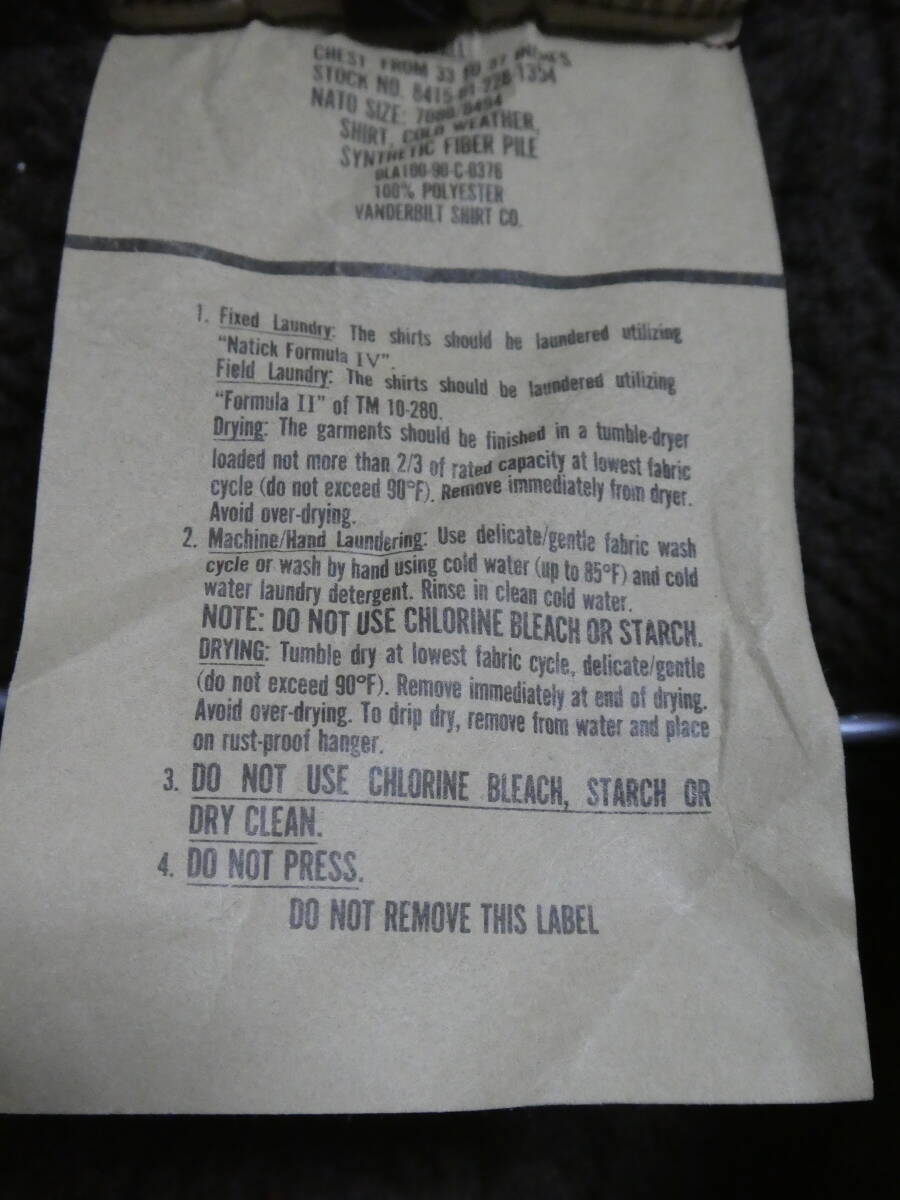 CHEST FROM 33 TO 37 INCHES
STOCK NO. 8415-01-228-1354
NATO SIZE:
SHIRT, COLD WEATHER,
SYNTHETIC FIBER PILE
DLA100-90-C-0376
100% POLYESTER
VANDERBILT SHIRT CO.
1. Fixed Laundry: The shirts should be laundered utilizing
"Natick Formula IV".
Field Laundry: The shirts should be laundered utilizing
"Formula II" of TM 10-280.
Drying: The garments should be finished in a tumble-dryer
loaded not more than 2/3 of rated capacity at lowest fabric
cycle (do not exceed 90°F). Remove immediately from dryer.
Avoid over-drying.
2. Machine/Hand Laundering: Use delicate/gentle fabric wash
cycle or wash by hand using cold water (up to 85°F) and cold
water laundry detergent. Rinse in clean cold water.
NOTE: DO NOT USE CHLORINE BLEACH OR STARCH.
DRYING: Tumble dry at lowest fabric cycle, delicate/gentle
(do not exceed 90°F). Remove immediately at end of drying.
Avoid over-drying. To drip dry, remove from water and place
on rust-proof hanger.
3. DO NOT USE CHLORINE BLEACH, STARCH OR
DRY CLEAN.
4. DO NOT PRESS.
DO NOT REMOVE THIS LABEL